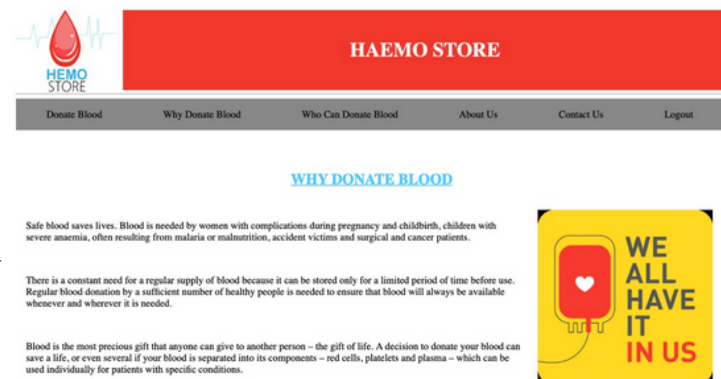 HEMO
STORE
HAEMO STORE
Donate Blood Why Donate Blood Who Can Donate Blood About Us Contact Us Logout
WHY DONATE BLOOD
Safe blood saves lives. Blood is needed by women with complications during pregnancy and childbirth, children with
severe anaemia, often resulting from malaria or malnutrition, accident victims and surgical and cancer patients.
There is a constant need for a regular supply of blood because it can be stored only for a limited period of time before use.
Regular blood donation by a sufficient number of healthy people is needed to ensure that blood will always be available
whenever and wherever it is needed.
Blood is the most precious gift that anyone can give to another person – the gift of life. A decision to donate your blood can
save a life, or even several if your blood is separated into its components – red cells, platelets and plasma – which can be
used individually for patients with specific conditions.
WE
ALL
HAVE
IT
IN US